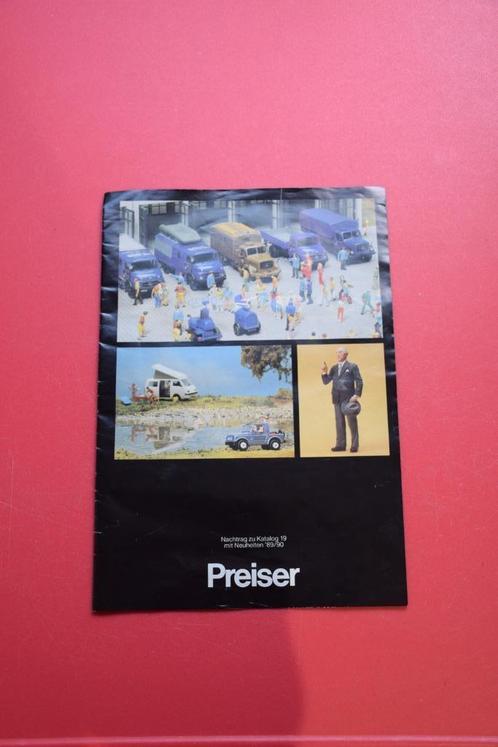 Nachtrag zu Katalog 19
mit Neuheiten '89/90
Preiser